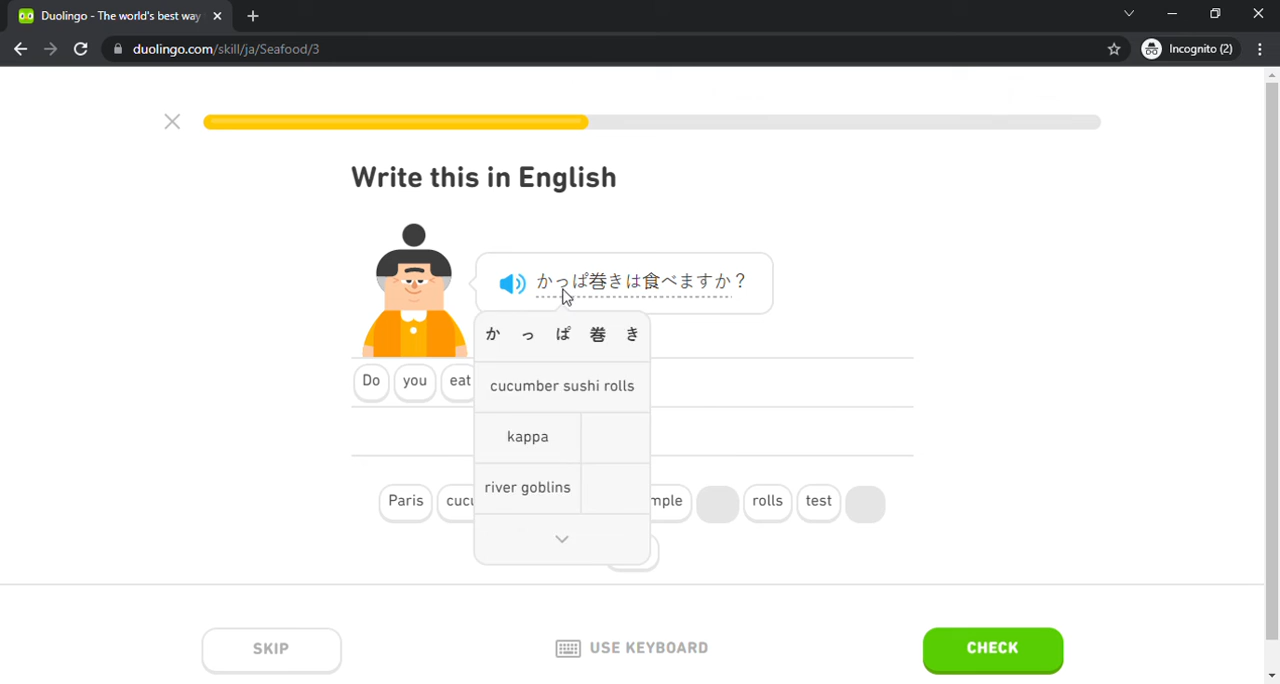 Duolingo - The world's best way
duolingo.com/skill/ja/Seafood/3
Incognito (2)
Write this in English
かっぱ巻きは食べますか？
か っ ぱ 巻 き
Do you eat
cucumber sushi rolls
kappa
river goblins
Paris cucu mple rolls test
SKIP
USE KEYBOARD
CHECK